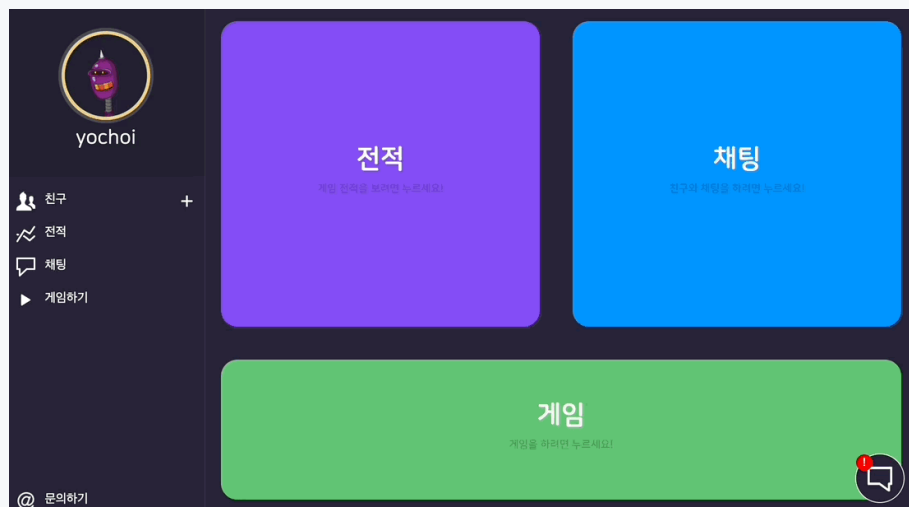 yochoi
친구
+
전적
채팅
게임하기
문의하기
전적
게임 전적을 보려면 누르세요!
채팅
친구와 채팅을 하려면 누르세요!
게임
게임을 하려면 누르세요!
!